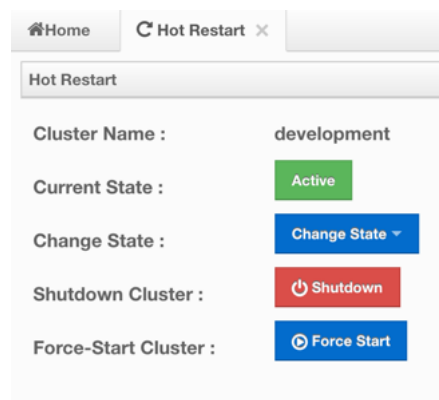 Home Hot Restart
Hot Restart
Cluster Name : development
Current State : Active
Change State : Change State
Shutdown Cluster : Shutdown
Force-Start Cluster : Force Start